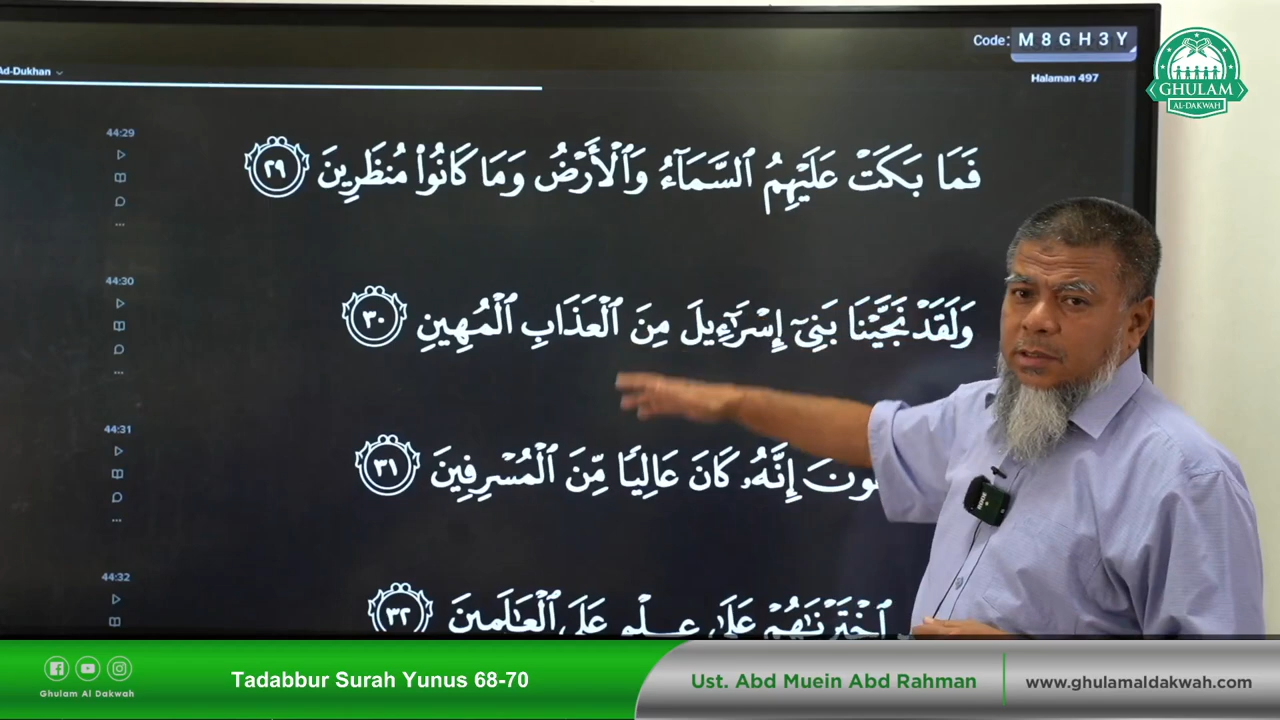 Code: M8GH3Y
GHULAM
AL-DAKWAH
Ad-Dukhan
Halaman 497
44:29
فَمَا بَكَتْ عَلَيْهِمُ ٱلسَّمَآءُ وَٱلْأَرْضُ وَمَا كَانُوا۟ مُنظَرِينَ ٢٩
44:30
وَلَقَدْ نَجَّيْنَا بَنِىٓ إِسْرَٰٓءِيلَ مِنَ ٱلْعَذَابِ ٱلْمُهِينِ ٣٠
44:31
إِنَّهُۥ كَانَ عَالِيًا مِّنَ ٱلْمُسْرِفِينَ ٣١
44:32
ٱخْتَرْنَٰهُمْ عَلَىٰ عِلْمٍ عَلَى ٱلْعَٰلَمِينَ ٣٢
RODE
Ghulam Al Dakwah
Tadabbur Surah Yunus 68-70
Ust. Abd Muein Abd Rahman
www.ghulamaldakwah.com